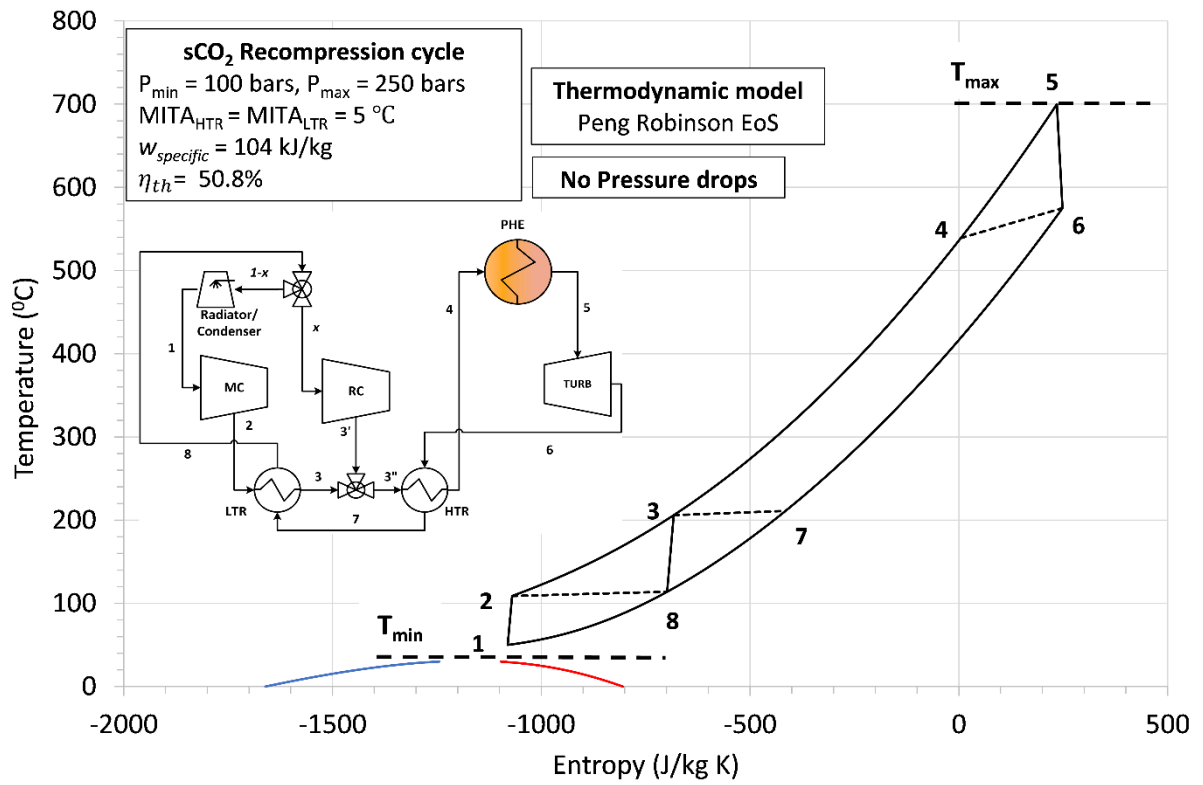 sCO₂ Recompression cycle
Pmin = 100 bars, Pmax = 250 bars
MITAHTR = MITALTR = 5 °C
wspecific = 104 kJ/kg
ηth= 50.8%
Thermodynamic model
Peng Robinson EoS
No Pressure drops
Tmax
5
4
6
3
7
2
8
1
Tmin
PHE
1-x
Radiator/
Condenser
x
4
5
1
MC
RC
TURB
2
3'
6
8
3
3"
LTR
7
HTR
Temperature (⁰C)
800
700
600
500
400
300
200
100
0
-2000
-1500
-1000
-500
0
500
Entropy (J/kg K)